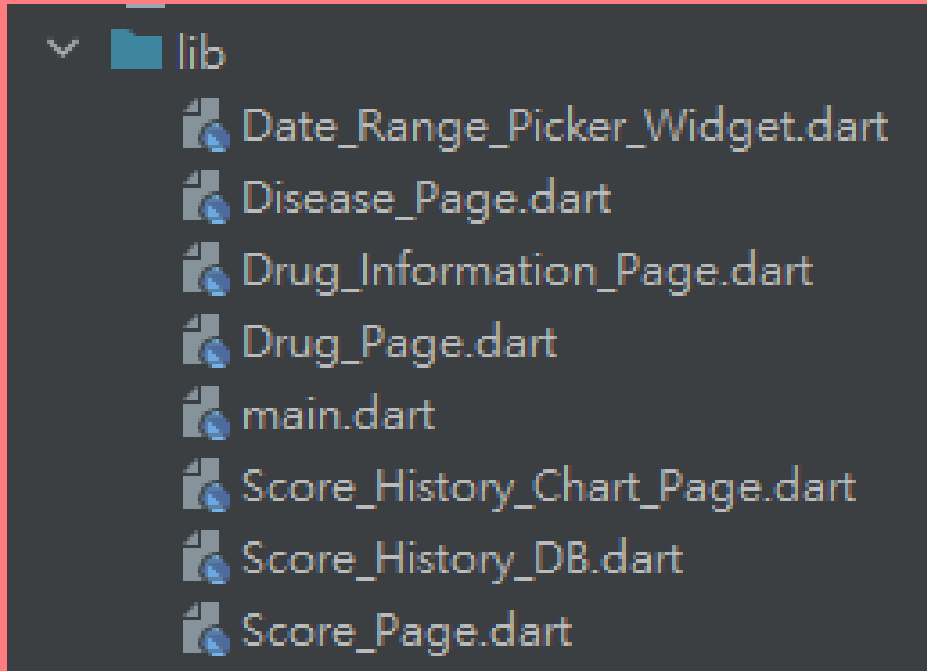 lib
Date_Range_Picker_Widget.dart
Disease_Page.dart
Drug_Information_Page.dart
Drug_Page.dart
main.dart
Score_History_Chart_Page.dart
Score_History_DB.dart
Score_Page.dart